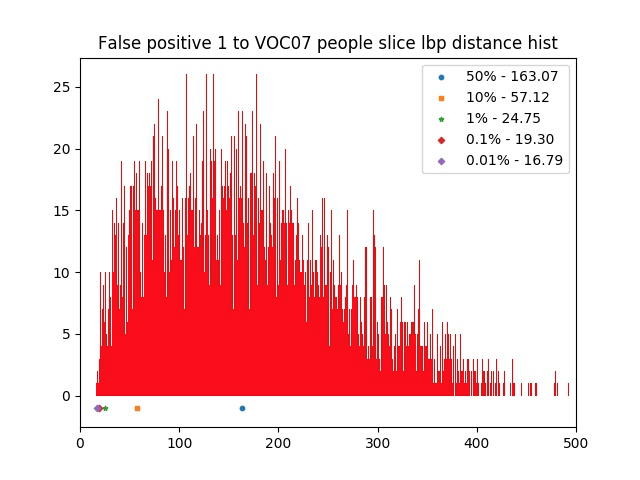 False positive 1 to VOC07 people slice lbp distance hist
50% - 163.07
10% - 57.12
1% - 24.75
0.1% - 19.30
0.01% - 16.79
25
20
15
10
5
0
0 100 200 300 400 500